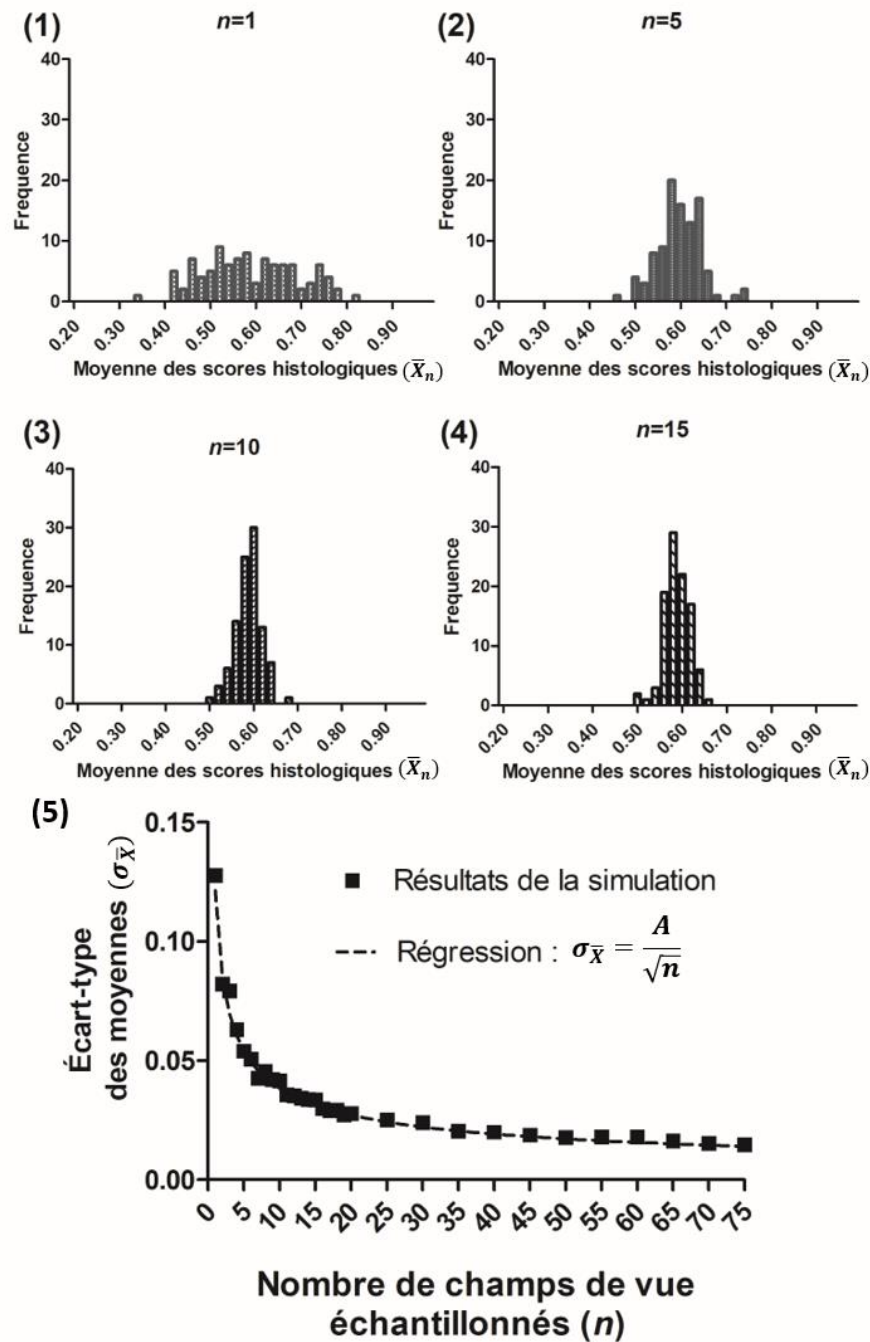 (1)
n=1
40
30
20
10
0
Frequence
0.20 0.30 0.40 0.50 0.60 0.70 0.80 0.90
Moyenne des scores histologiques (X̄ₙ)
(2)
n=5
40
30
20
10
0
Frequence
0.20 0.30 0.40 0.50 0.60 0.70 0.80 0.90
Moyenne des scores histologiques (X̄ₙ)
(3)
n=10
40
30
20
10
0
Frequence
0.20 0.30 0.40 0.50 0.60 0.70 0.80 0.90
Moyenne des scores histologiques (X̄ₙ)
(4)
n=15
40
30
20
10
0
Frequence
0.20 0.30 0.40 0.50 0.60 0.70 0.80 0.90
Moyenne des scores histologiques (X̄ₙ)
(5)
0.15
0.10
0.05
0.00
Écart-type
des moyennes (σ_X̄)
Résultats de la simulation
Régression : σ_X̄ = A / √n
0 5 10 15 20 25 30 35 40 45 50 55 60 65 70 75
Nombre de champs de vue
échantillonnés (n)